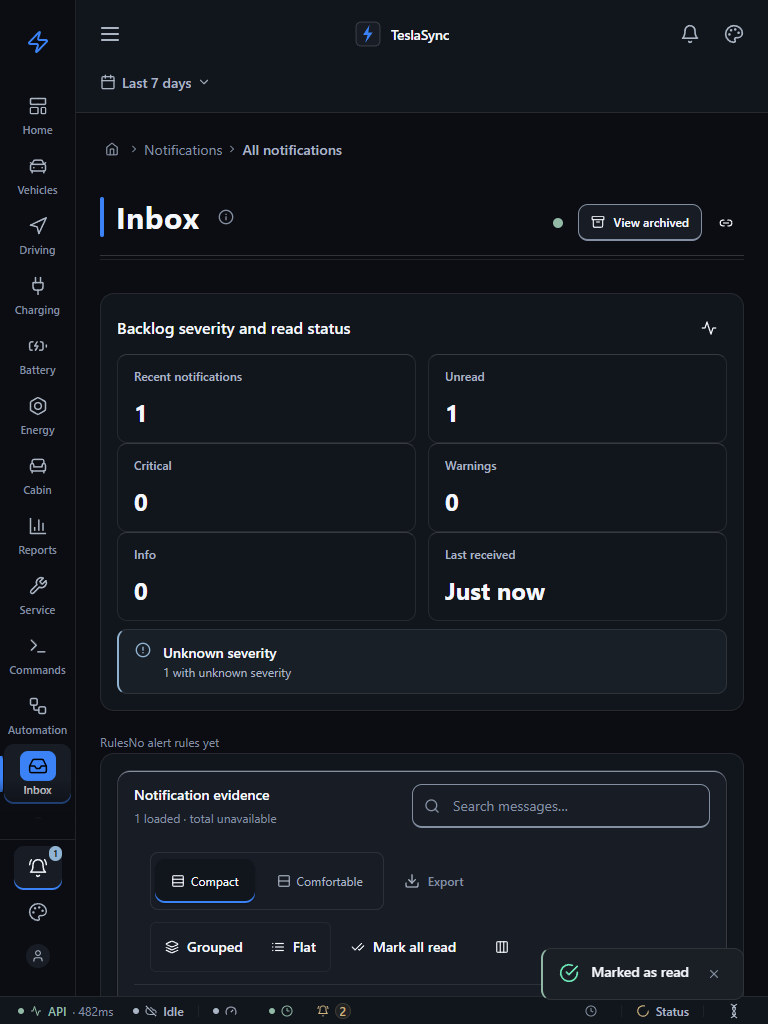 TeslaSync
Last 7 days
Home
Vehicles
Driving
Charging
Battery
Energy
Cabin
Reports
Service
Commands
Automation
Inbox
1
Notifications
All notifications
Inbox
View archived
Backlog severity and read status
Recent notifications
1
Unread
1
Critical
0
Warnings
0
Info
0
Last received
Just now
Unknown severity
1 with unknown severity
RulesNo alert rules yet
Notification evidence
1 loaded · total unavailable
Search messages...
Compact
Comfortable
Export
Grouped
Flat
Mark all read
Marked as read
API · 482ms
Idle
2
Status